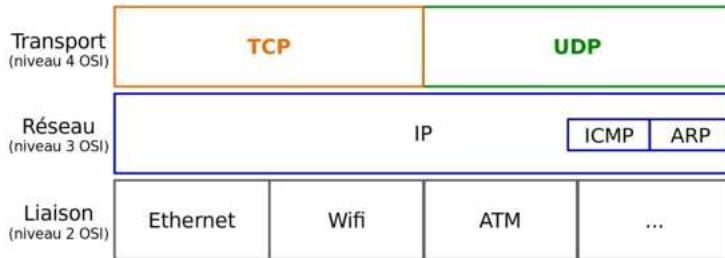 Transport
(niveau 4 OSI)
TCP
UDP
Réseau
(niveau 3 OSI)
IP
ICMP
ARP
Liaison
(niveau 2 OSI)
Ethernet
Wifi
ATM
...